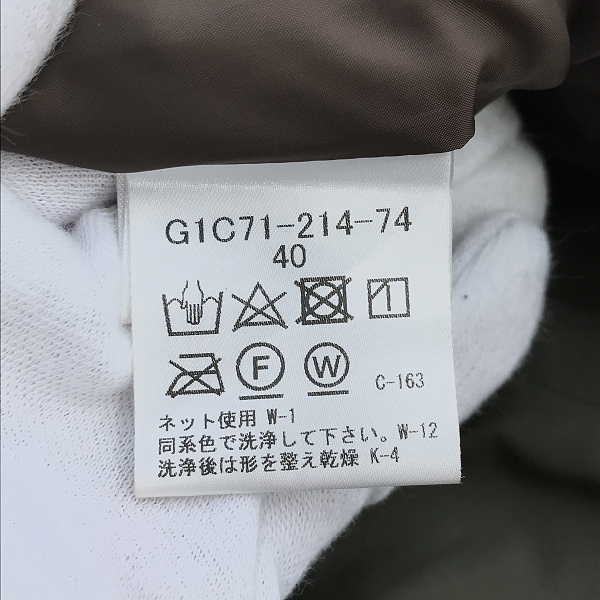 G1C71-214-74
40
F W C-163
ネット使用 W-1
同系色で洗浄して下さい。W-12
洗浄後は形を整え乾燥 K-4